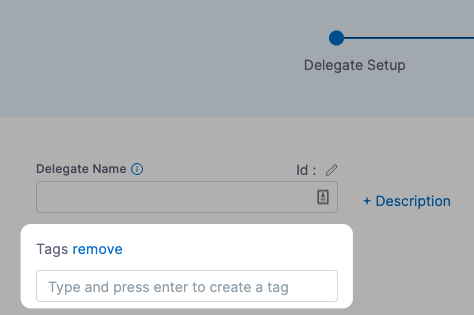 Delegate Setup
Delegate Name Id :
+ Description
Tags remove
Type and press enter to create a tag